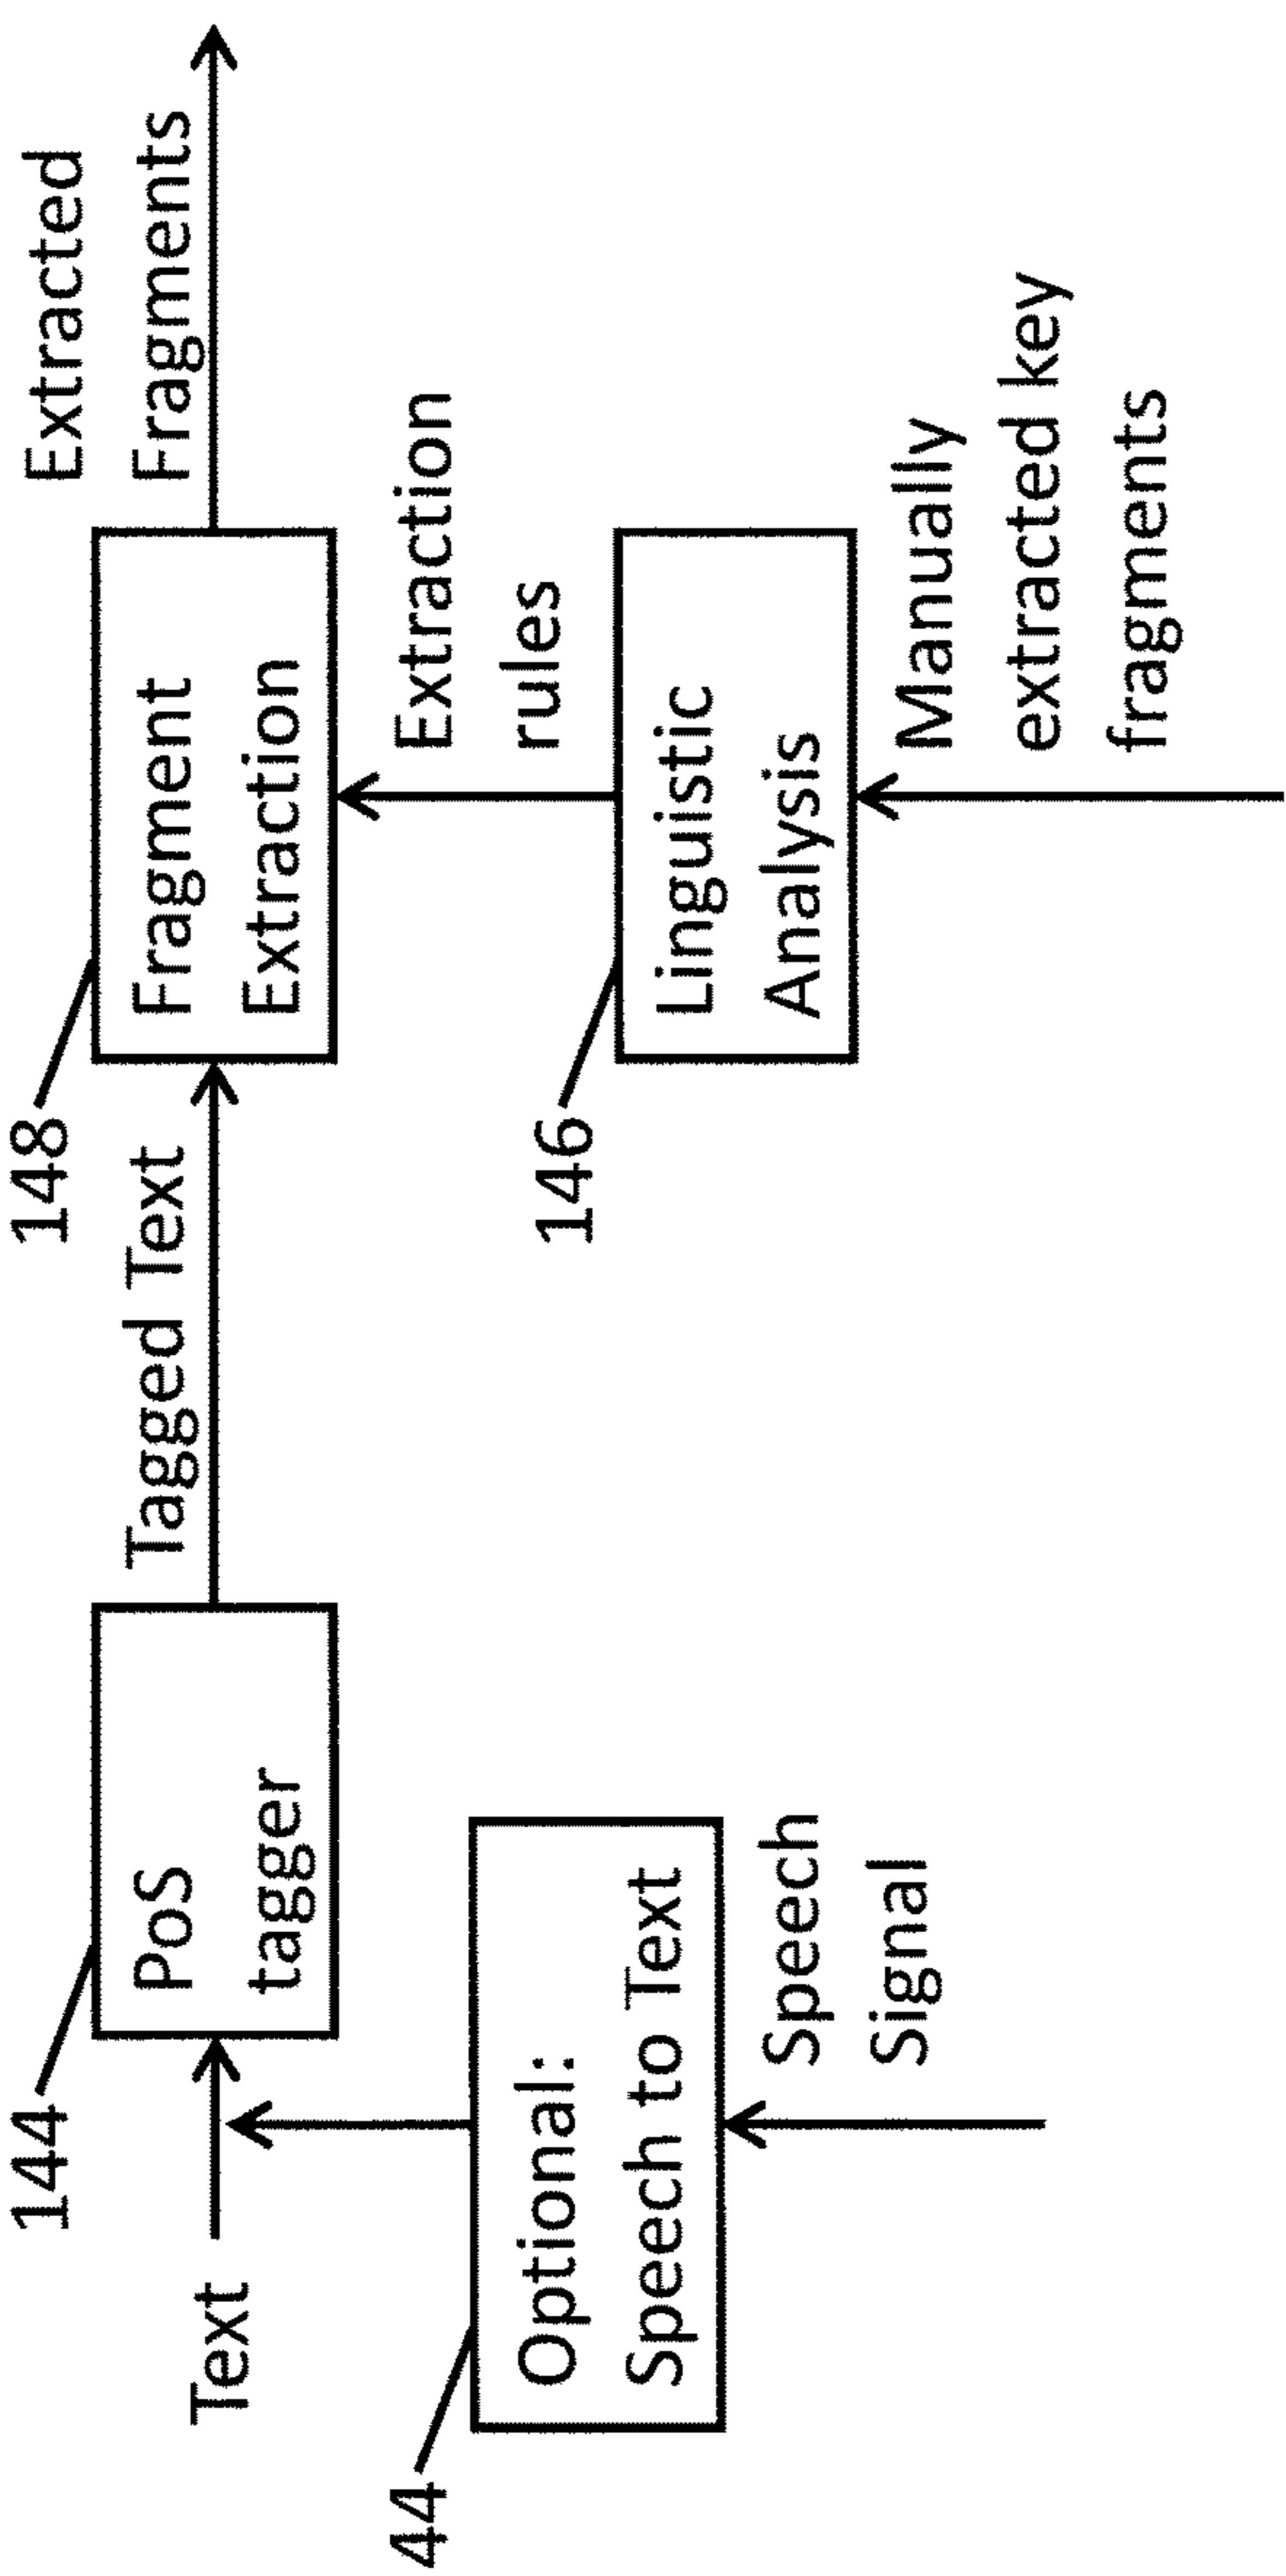 144
148
Extracted
Fragments
Text
PoS
tagger
Tagged Text
Fragment
Extraction
44
Optional:
Speech to Text
Extraction
rules
146
Linguistic
Analysis
Speech
Signal
Manually
extracted key
fragments